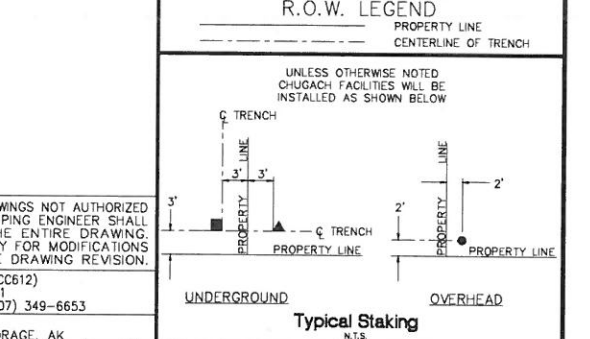 R.O.W. LEGEND
PROPERTY LINE
CENTERLINE OF TRENCH
UNLESS OTHERWISE NOTED
CHUGACH FACILITIES WILL BE
INSTALLED AS SHOWN BELOW
℄ TRENCH
PROPERTY LINE
3' 3'
3'
℄ TRENCH
PROPERTY LINE
UNDERGROUND
PROPERTY LINE
2'
2'
PROPERTY LINE
OVERHEAD
Typical Staking
N.T.S.
WINGS NOT AUTHORIZED
PING ENGINEER SHALL
HE ENTIRE DRAWING.
Y FOR MODIFICATIONS
DRAWING REVISION.
CC612)
1
07) 349-6653
RAGE, AK